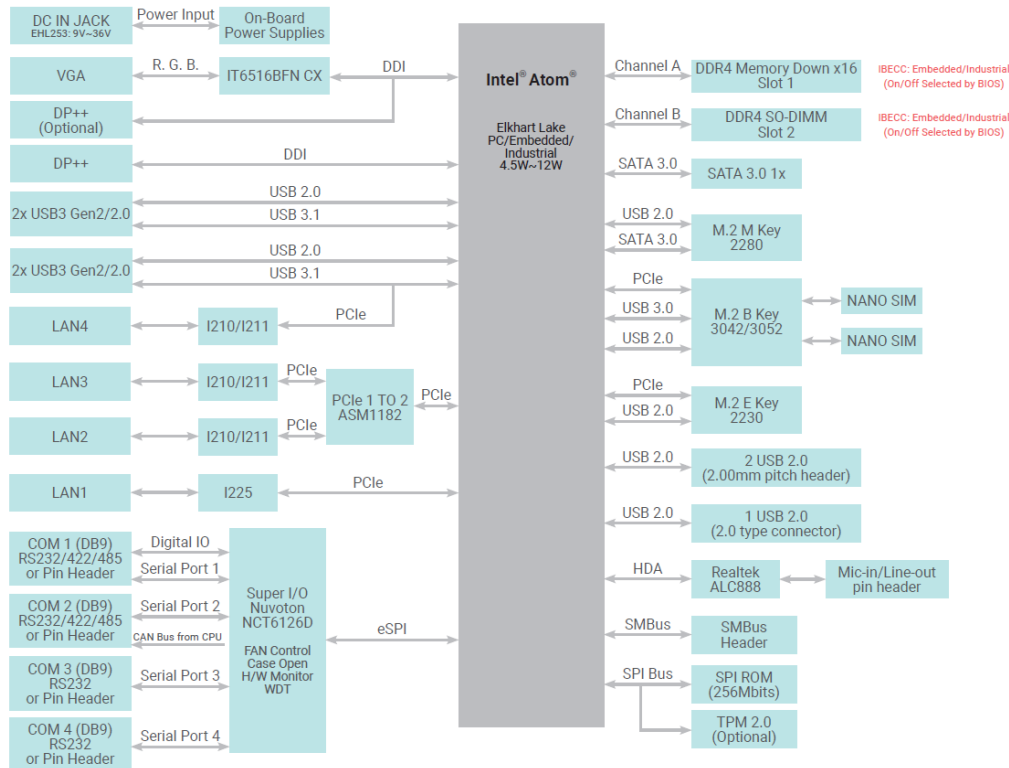 DC IN JACK
EHL253: 9V~36V
Power Input
On-Board
Power Supplies
VGA
R. G. B.
IT6516BFN CX
DDI
DP++
(Optional)
DP++
DDI
2x USB3 Gen2/2.0
USB 2.0
USB 3.1
2x USB3 Gen2/2.0
USB 2.0
USB 3.1
LAN4
I210/I211
PCIe
LAN3
I210/I211
PCIe
PCIe 1 TO 2
ASM1182
PCIe
LAN2
I210/I211
PCIe
LAN1
I225
PCIe
COM 1 (DB9)
RS232/422/485
or Pin Header
Digital IO
Serial Port 1
COM 2 (DB9)
RS232/422/485
or Pin Header
Serial Port 2
CAN Bus from CPU
COM 3 (DB9)
RS232
or Pin Header
Serial Port 3
COM 4 (DB9)
RS232
or Pin Header
Serial Port 4
Super I/O
Nuvoton
NCT6126D
FAN Control
Case Open
H/W Monitor
WDT
eSPI
Intel® Atom®
Elkhart Lake
PC/Embedded/
Industrial
4.5W~12W
Channel A
DDR4 Memory Down x16
Slot 1
IBECC: Embedded/Industrial
(On/Off Selected by BIOS)
Channel B
DDR4 SO-DIMM
Slot 2
IBECC: Embedded/Industrial
(On/Off Selected by BIOS)
SATA 3.0
SATA 3.0 1x
USB 2.0
SATA 3.0
M.2 M Key
2280
PCIe
USB 3.0
USB 2.0
M.2 B Key
3042/3052
NANO SIM
NANO SIM
PCIe
USB 2.0
M.2 E Key
2230
USB 2.0
2 USB 2.0
(2.00mm pitch header)
USB 2.0
1 USB 2.0
(2.0 type connector)
HDA
Realtek
ALC888
Mic-in/Line-out
pin header
SMBus
SMBus
Header
SPI Bus
SPI ROM
(256Mbits)
TPM 2.0
(Optional)